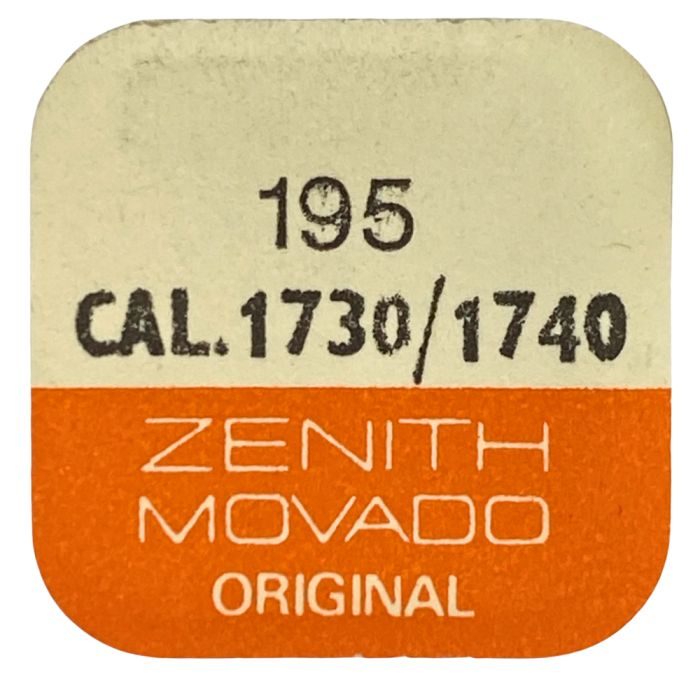 195
CAL.1730/1740
ZENITH
MOVADO
ORIGINAL